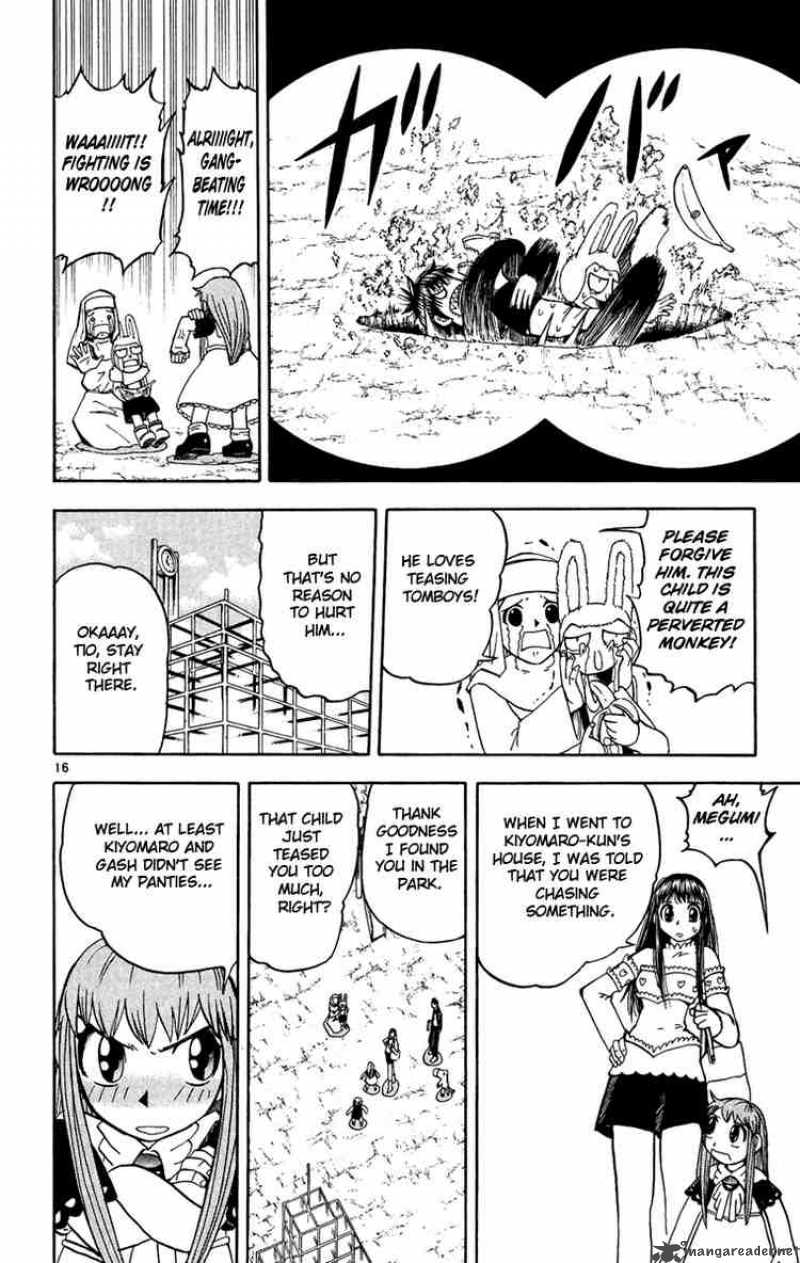 ガ
バ
ァ
ALRIIIIGHT,
GANG-
BEATING
TIME!!!
WAAAIIIIT!!
FIGHTING IS
WROOOONG
!!
PLEASE
FORGIVE
HIM. THIS
CHILD IS
QUITE A
PERVERTED
MONKEY!
HE LOVES
TEASING
TOMBOYS!
BUT
THAT'S NO
REASON
TO HURT
HIM...
OKAAAY,
TIO, STAY
RIGHT
THERE.
16
AH,
MEGUMI
...
WHEN I WENT TO
KIYOMARO-KUN'S
HOUSE, I WAS TOLD
THAT YOU WERE
CHASING
SOMETHING.
THANK
GOODNESS
I FOUND
YOU IN THE
PARK.
THAT CHILD
JUST
TEASED
YOU TOO
MUCH,
RIGHT?
WELL... AT LEAST
KIYOMARO AND
GASH DIDN'T SEE
MY PANTIES...
mangareader.net